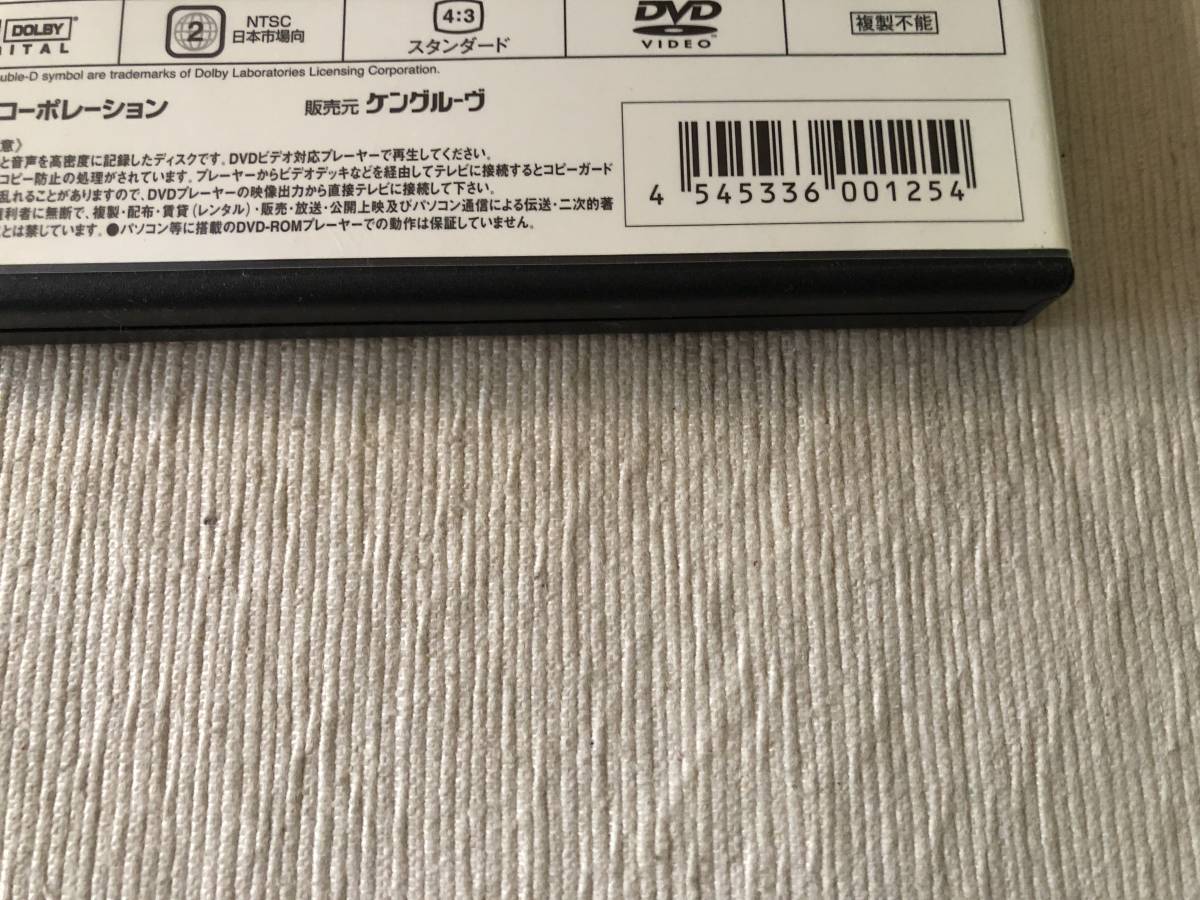 DOLBY
DIGITAL
2
NTSC
日本市場向
4:3
スタンダード
DVD
VIDEO
複製不能
uble-D symbol are trademarks of Dolby Laboratories Licensing Corporation.
コーポレーション
販売元 ケングルーヴ
意〉
と音声を高密度に記録したディスクです。DVDビデオ対応プレーヤーで再生してください。
コピー防止の処理がされています。プレーヤーからビデオデッキなどを経由してテレビに接続するとコピーガード
乱れることがありますので、DVDプレーヤーの映像出力から直接テレビに接続して下さい。
権利者に無断で、複製・配布・賃貸(レンタル)・販売・放送・公開上映及びパソコン通信による伝送・二次的著
とは禁じています。●パソコン等に搭載のDVD-ROMプレーヤーでの動作は保証していません。
4 545336 001254